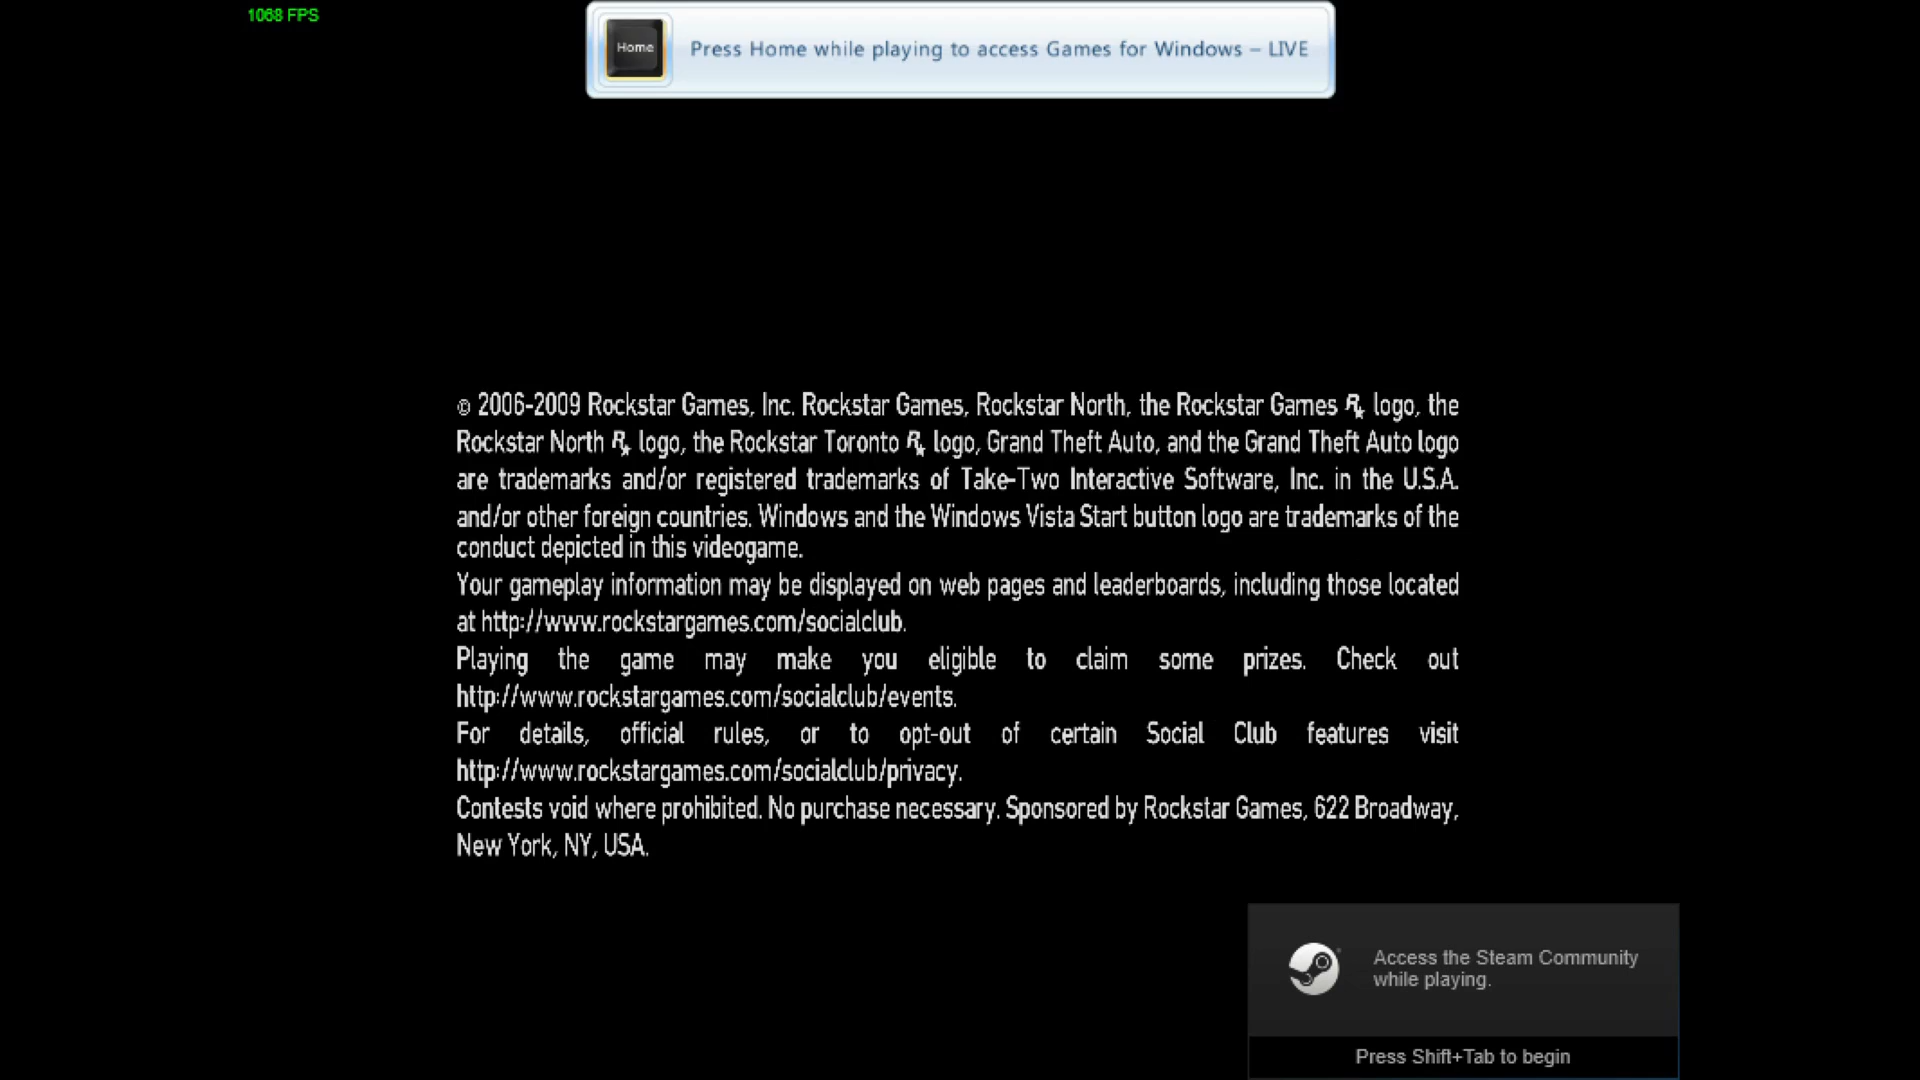 1068 FPS
Home
Press Home while playing to access Games for Windows – LIVE
© 2006-2009 Rockstar Games, Inc. Rockstar Games, Rockstar North, the Rockstar Games R★ logo, the
Rockstar North R★ logo, the Rockstar Toronto R★ logo, Grand Theft Auto, and the Grand Theft Auto logo
are trademarks and/or registered trademarks of Take-Two Interactive Software, Inc. in the U.S.A.
and/or other foreign countries. Windows and the Windows Vista Start button logo are trademarks of the
conduct depicted in this videogame.
Your gameplay information may be displayed on web pages and leaderboards, including those located
at http://www.rockstargames.com/socialclub.
Playing the game may make you eligible to claim some prizes. Check out
http://www.rockstargames.com/socialclub/events.
For details, official rules, or to opt-out of certain Social Club features visit
http://www.rockstargames.com/socialclub/privacy.
Contests void where prohibited. No purchase necessary. Sponsored by Rockstar Games, 622 Broadway,
New York, NY, USA.
Access the Steam Community
while playing.
Press Shift+Tab to begin